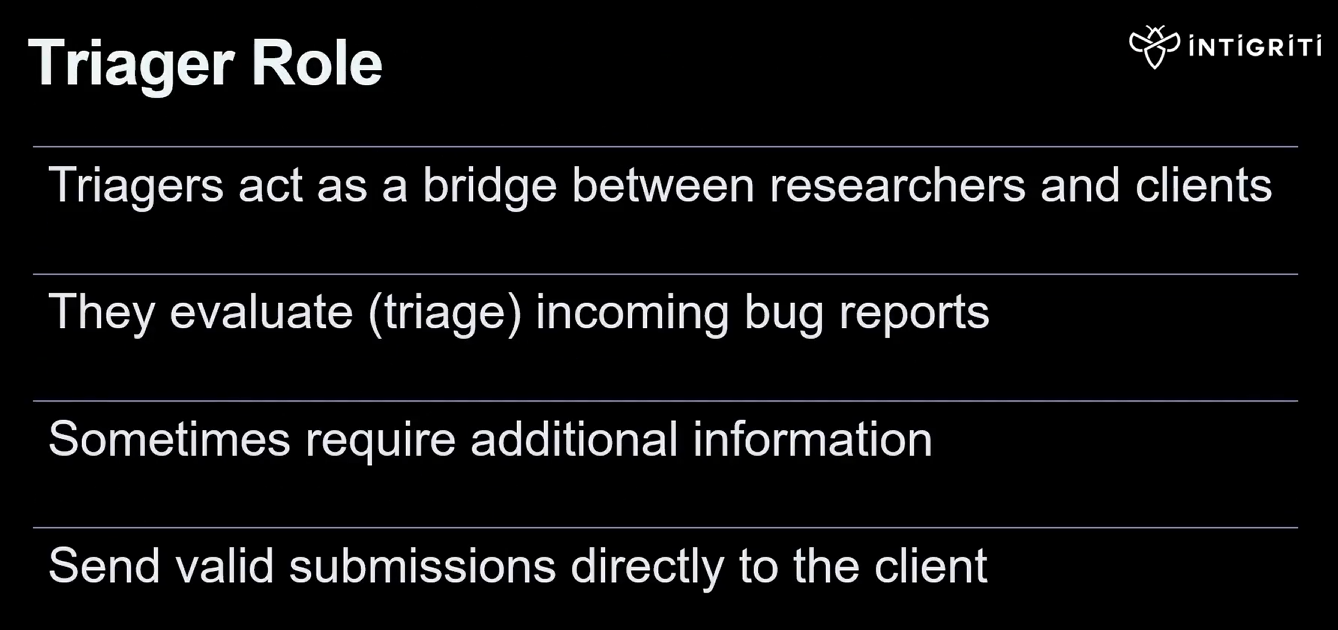 Triager Role
INTIGRITI
Triagers act as a bridge between researchers and clients
They evaluate (triage) incoming bug reports
Sometimes require additional information
Send valid submissions directly to the client